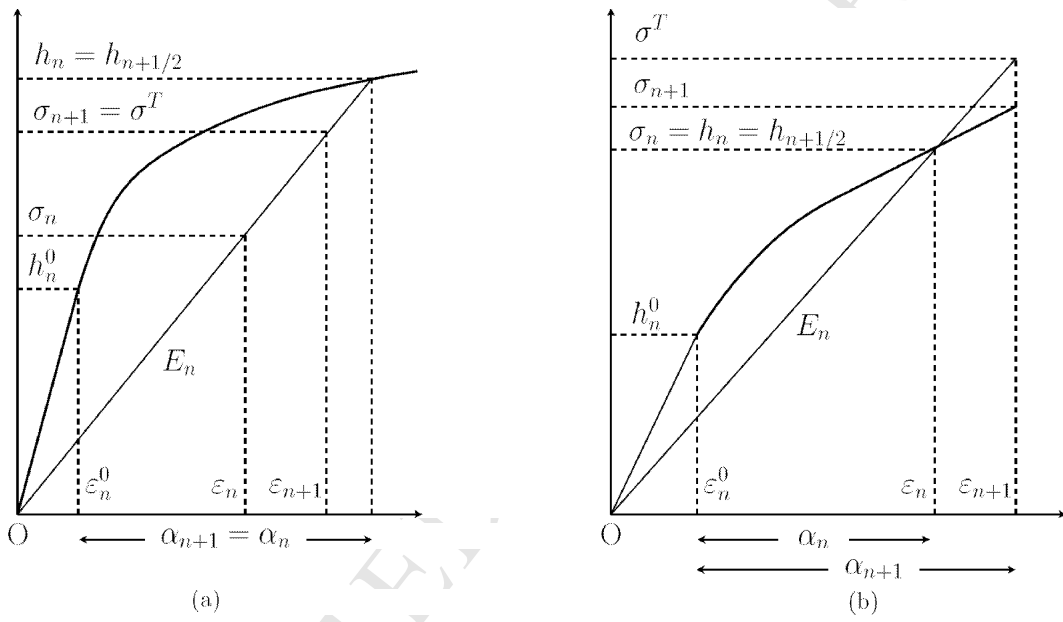 h_n = h_{n+1/2}
σ_{n+1} = σ^T
σ_n
h_n^0
E_n
ε_n^0 ε_n ε_{n+1}
O
α_{n+1} = α_n
(a)
σ^T
σ_{n+1}
σ_n = h_n = h_{n+1/2}
h_n^0
E_n
ε_n^0 ε_n ε_{n+1}
O
α_n
α_{n+1}
(b)